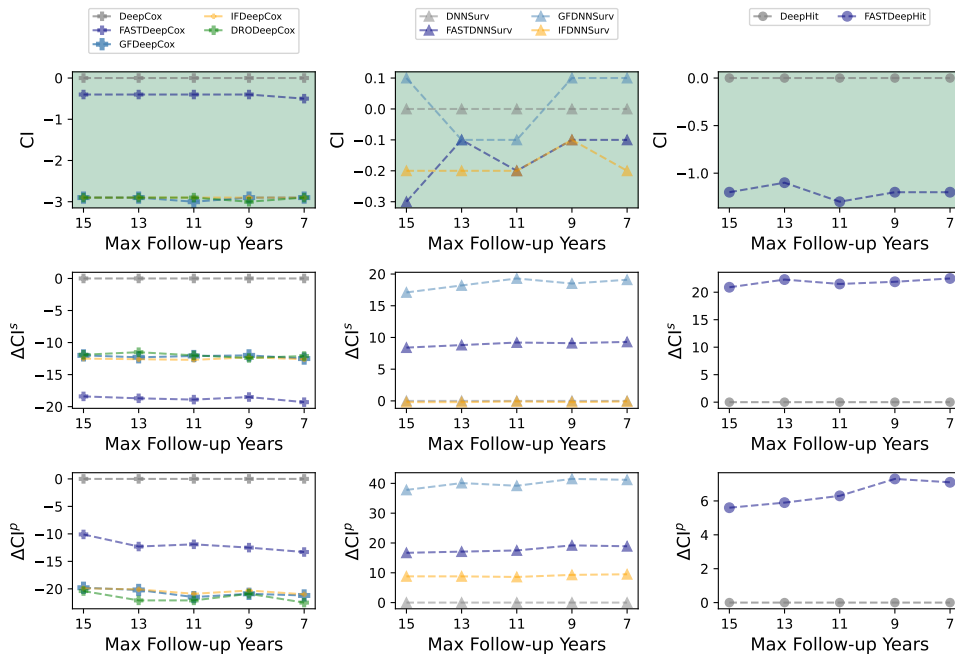 DeepCox
FASTDeepCox
GFDeepCox
IFDeepCox
DRODeepCox
DNNSurv
FASTDNNSurv
GFDNNSurv
IFDNNSurv
DeepHit
FASTDeepHit
CI
0
−1
−2
−3
15 13 11 9 7
Max Follow-up Years
CI
0.1
0.0
−0.1
−0.2
−0.3
15 13 11 9 7
Max Follow-up Years
CI
0.0
−0.5
−1.0
15 13 11 9 7
Max Follow-up Years
ΔCIˢ
0
−5
−10
−15
−20
15 13 11 9 7
Max Follow-up Years
ΔCIˢ
20
15
10
5
0
15 13 11 9 7
Max Follow-up Years
ΔCIˢ
20
15
10
5
0
15 13 11 9 7
Max Follow-up Years
ΔCIᵖ
0
−5
−10
−15
−20
15 13 11 9 7
Max Follow-up Years
ΔCIᵖ
40
30
20
10
0
15 13 11 9 7
Max Follow-up Years
ΔCIᵖ
6
4
2
0
15 13 11 9 7
Max Follow-up Years